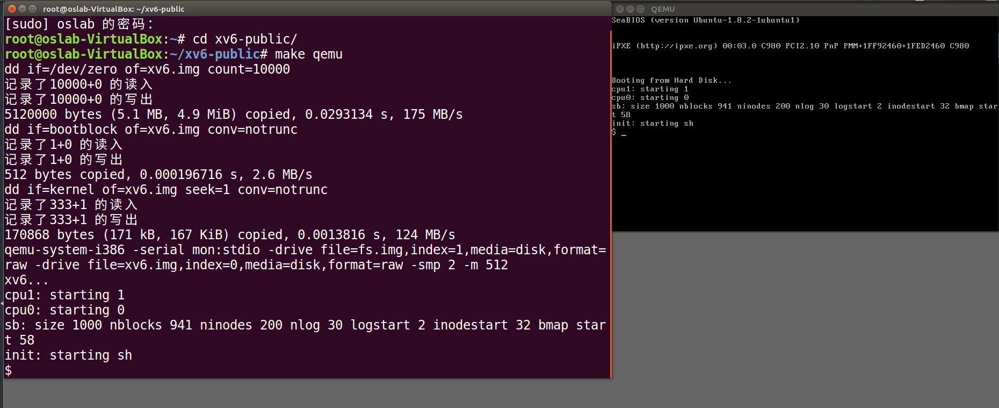 root@oslab-VirtualBox: ~/xv6-public
[sudo] oslab 的密码：
root@oslab-VirtualBox:~# cd xv6-public/
root@oslab-VirtualBox:~/xv6-public# make qemu
dd if=/dev/zero of=xv6.img count=10000
记录了10000+0 的读入
记录了10000+0 的写出
5120000 bytes (5.1 MB, 4.9 MiB) copied, 0.0293134 s, 175 MB/s
dd if=bootblock of=xv6.img conv=notrunc
记录了1+0 的读入
记录了1+0 的写出
512 bytes copied, 0.000196716 s, 2.6 MB/s
dd if=kernel of=xv6.img seek=1 conv=notrunc
记录了333+1 的读入
记录了333+1 的写出
170868 bytes (171 kB, 167 KiB) copied, 0.0013816 s, 124 MB/s
qemu-system-i386 -serial mon:stdio -drive file=fs.img,index=1,media=disk,format=
raw -drive file=xv6.img,index=0,media=disk,format=raw -smp 2 -m 512
xv6...
cpu1: starting 1
cpu0: starting 0
sb: size 1000 nblocks 941 ninodes 200 nlog 30 logstart 2 inodestart 32 bmap star
t 58
init: starting sh
$
QEMU
SeaBIOS (version Ubuntu-1.8.2-1ubuntu1)
iPXE (http://ipxe.org) 00:03.0 C980 PCI2.10 PnP PMM+1FF92460+1FED2460 C980
Booting from Hard Disk...
cpu1: starting 1
cpu0: starting 0
sb: size 1000 nblocks 941 ninodes 200 nlog 30 logstart 2 inodestart 32 bmap star
t 58
init: starting sh
$ _